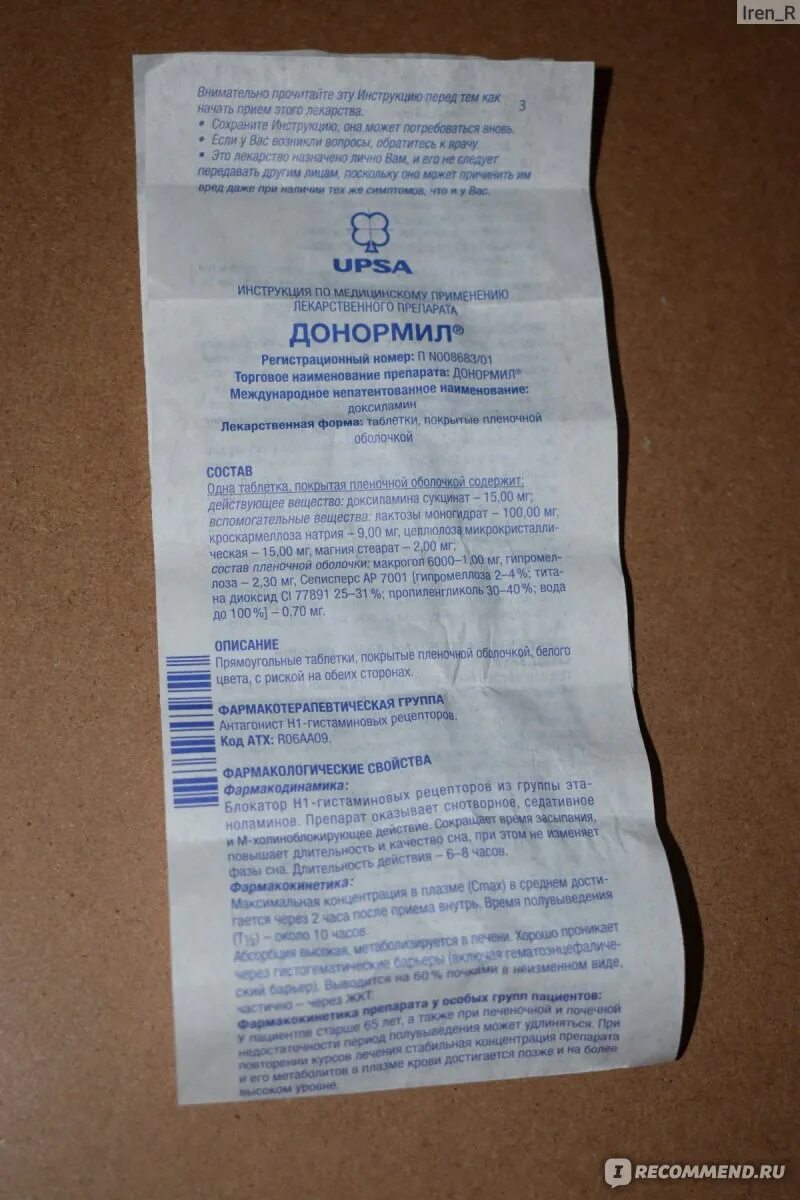 Iren_R
Внимательно прочитайте эту Инструкцию перед тем как
начать прием этого лекарства.
3
• Сохраните Инструкцию, она может потребоваться вновь.
• Если у Вас возникли вопросы, обратитесь к врачу.
• Это лекарство назначено лично Вам, и его не следует
передавать другим лицам, поскольку оно может причинить им
вред даже при наличии тех же симптомов, что и у Вас.
UPSA
ИНСТРУКЦИЯ ПО МЕДИЦИНСКОМУ ПРИМЕНЕНИЮ
ЛЕКАРСТВЕННОГО ПРЕПАРАТА
ДОНОРМИЛ®
Регистрационный номер: П N008683/01
Торговое наименование препарата: ДОНОРМИЛ®
Международное непатентованное наименование:
доксиламин
Лекарственная форма: таблетки, покрытые пленочной
оболочкой
СОСТАВ
Одна таблетка, покрытая пленочной оболочкой содержит:
действующее вещество: доксиламина сукцинат – 15,00 мг;
вспомогательные вещества: лактозы моногидрат – 100,00 мг,
кроскармеллоза натрия – 9,00 мг, целлюлоза микрокристалли-
ческая – 15,00 мг, магния стеарат – 2,00 мг;
состав пленочной оболочки: макрогол 6000–1,00 мг, гипромел-
лоза – 2,30 мг, Сеписперс AP 7001 [гипромеллоза 2–4%; тита-
на диоксид CI 77891 25–31%; пропиленгликоль 30–40%; вода
до 100%] – 0,70 мг.
ОПИСАНИЕ
Прямоугольные таблетки, покрытые пленочной оболочкой, белого
цвета, с риской на обеих сторонах.
ФАРМАКОТЕРАПЕВТИЧЕСКАЯ ГРУППА
Антагонист H1-гистаминовых рецепторов.
Код АТХ: R06AA09.
ФАРМАКОЛОГИЧЕСКИЕ СВОЙСТВА
Фармакодинамика:
Блокатор H1-гистаминовых рецепторов из группы эта-
ноламинов. Препарат оказывает снотворное, седативное
и М-холиноблокирующее действие. Сокращает время засыпания,
повышает длительность и качество сна, при этом не изменяет
фазы сна. Длительность действия – 6–8 часов.
Фармакокинетика:
Максимальная концентрация в плазме (Cmax) в среднем дости-
гается через 2 часа после приема внутрь. Время полувыведения
(T½) – около 10 часов.
Абсорбция высокая, метаболизируется в печени. Хорошо проникает
через гистогематические барьеры (включая гематоэнцефаличе-
ский барьер). Выводится на 60% почками в неизменном виде,
частично – через ЖКТ.
Фармакокинетика препарата у особых групп пациентов:
У пациентов старше 65 лет, а также при печеночной и почечной
недостаточности период полувыведения может удлиняться. При
повторении курсов лечения стабильная концентрация препарата
и его метаболитов в плазме крови достигается позже и на более
высоком уровне.
I RECOMMEND.RU